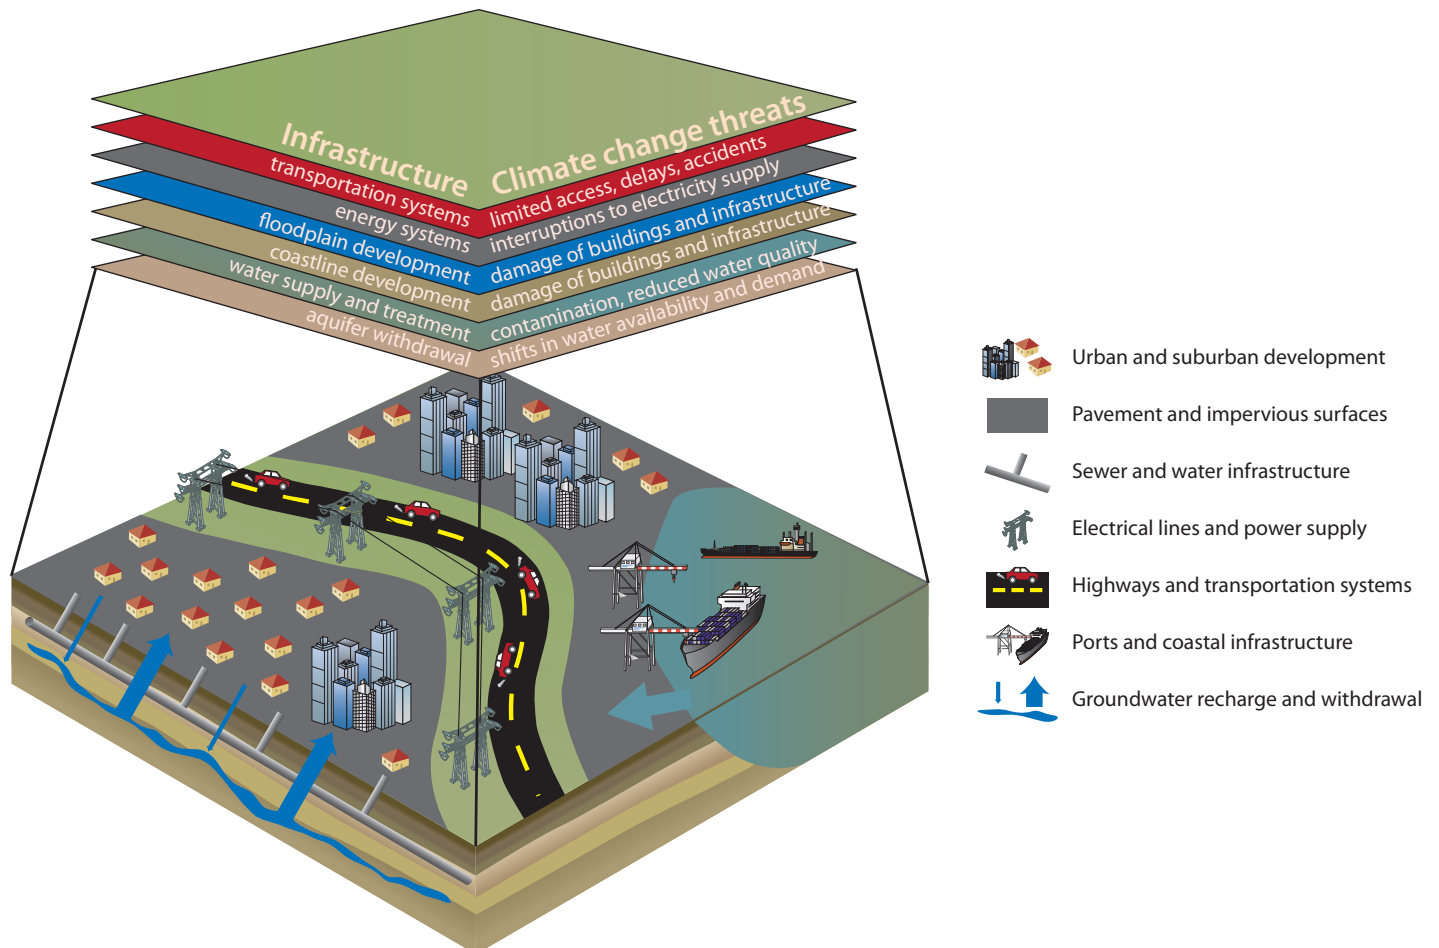 Infrastructure
Climate change threats
transportation systems
limited access, delays, accidents
energy systems
interruptions to electricity supply
floodplain development
damage of buildings and infrastructure
coastline development
damage of buildings and infrastructure
water supply and treatment
contamination, reduced water quality
aquifer withdrawal
shifts in water availability and demand
Urban and suburban development
Pavement and impervious surfaces
Sewer and water infrastructure
Electrical lines and power supply
Highways and transportation systems
Ports and coastal infrastructure
Groundwater recharge and withdrawal